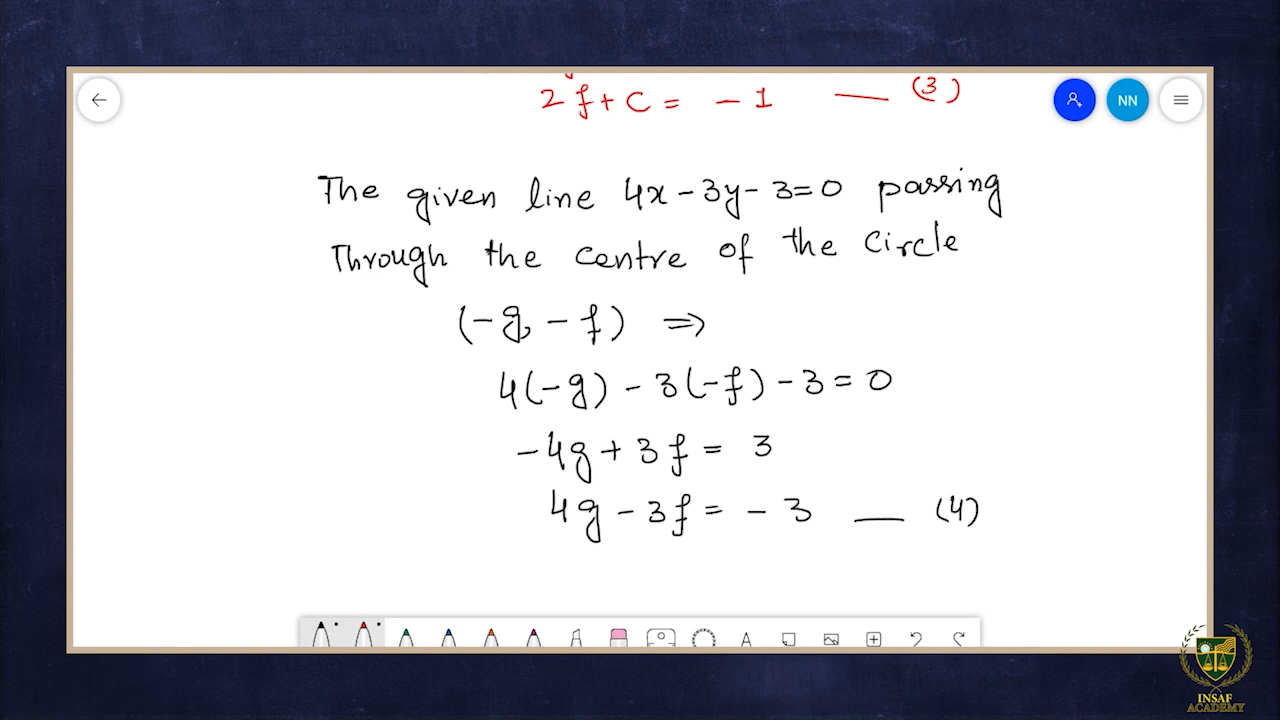 2f + c = -1 — (3)
NN
The given line 4x - 3y - 3 = 0 passing
Through the centre of the circle
(-g, -f) ⇒
4(-g) - 3(-f) - 3 = 0
-4g + 3f = 3
4g - 3f = -3 — (4)
A
INSAF
ACADEMY